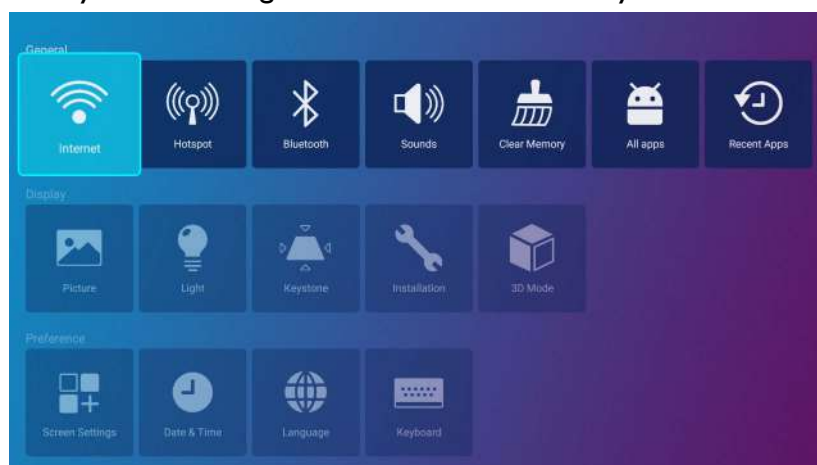 General
Internet Hotspot Bluetooth Sounds Clear Memory All apps Recent Apps
Display
Picture Light Keystone Installation 3D Mode
Preference
Screen Settings Date & Time Language Keyboard